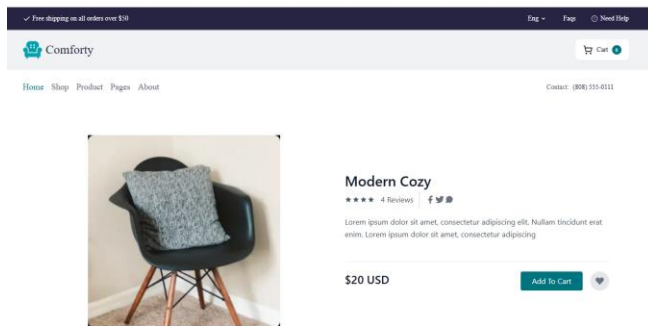 Free shipping on all orders over $50
Eng Faqs Need Help
Comforty
Cart 0
Home Shop Product Pages About
Contact: (808) 555-0111
Modern Cozy
4 Reviews
Lorem ipsum dolor sit amet, consectetur adipiscing elit. Nullam tincidunt erat
enim. Lorem ipsum dolor sit amet, consectetur adipiscing
$20 USD
Add To Cart